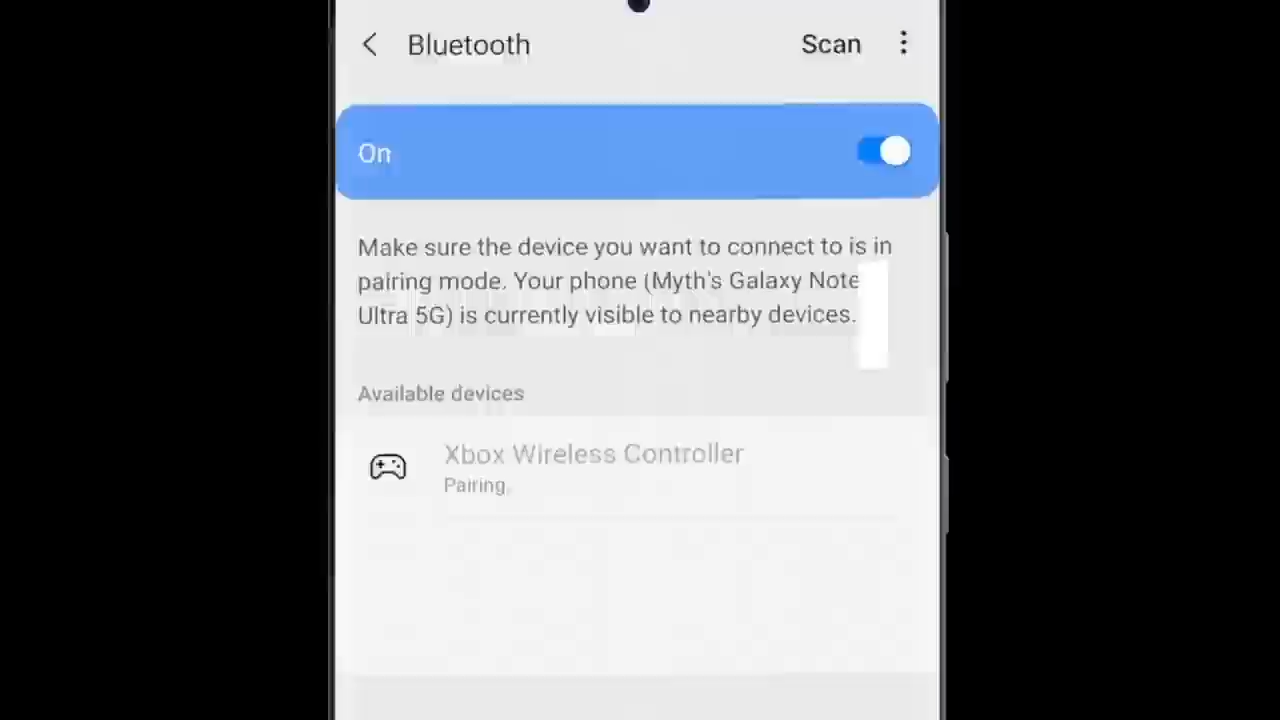 Bluetooth
Scan
On
Make sure the device you want to connect to is in
pairing mode. Your phone (Myth's Galaxy Note
Ultra 5G) is currently visible to nearby devices.
Available devices
Xbox Wireless Controller
Pairing.